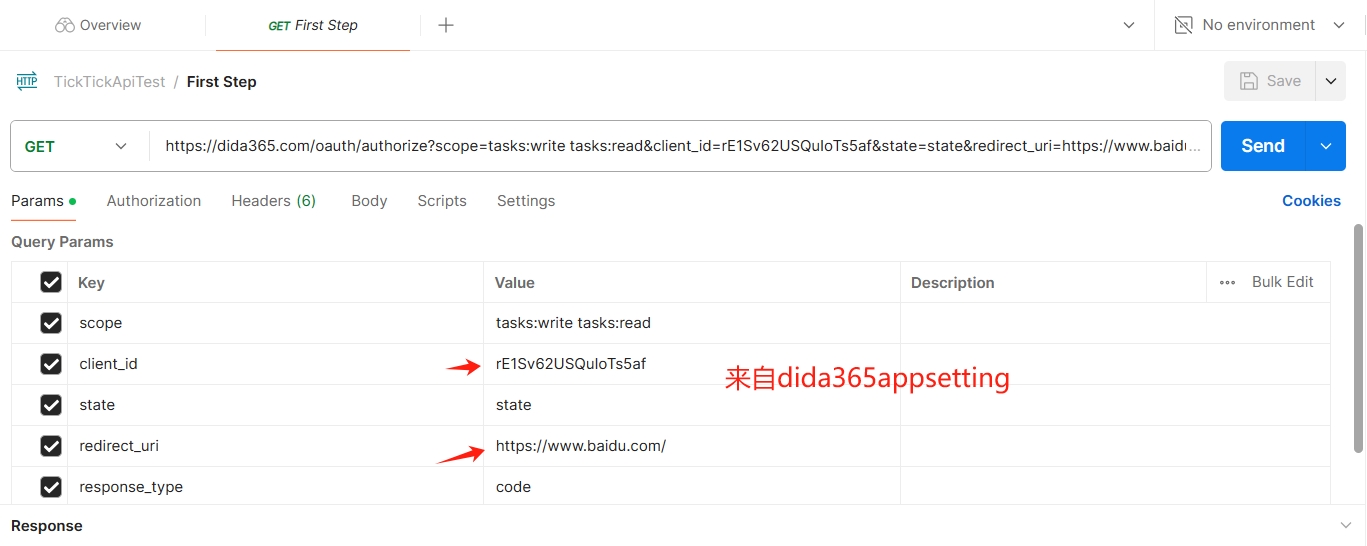 Overview
GET First Step
No environment
HTTP TickTickApiTest / First Step
Save
GET https://dida365.com/oauth/authorize?scope=tasks:write tasks:read&client_id=rE1Sv62USQuIoTs5af&state=state&redirect_uri=https://www.baidu...
Send
Params Authorization Headers (6) Body Scripts Settings Cookies
Query Params
Key Value Description Bulk Edit
scope tasks:write tasks:read
client_id rE1Sv62USQuIoTs5af
来自dida365appsetting
state state
redirect_uri https://www.baidu.com/
response_type code
Response